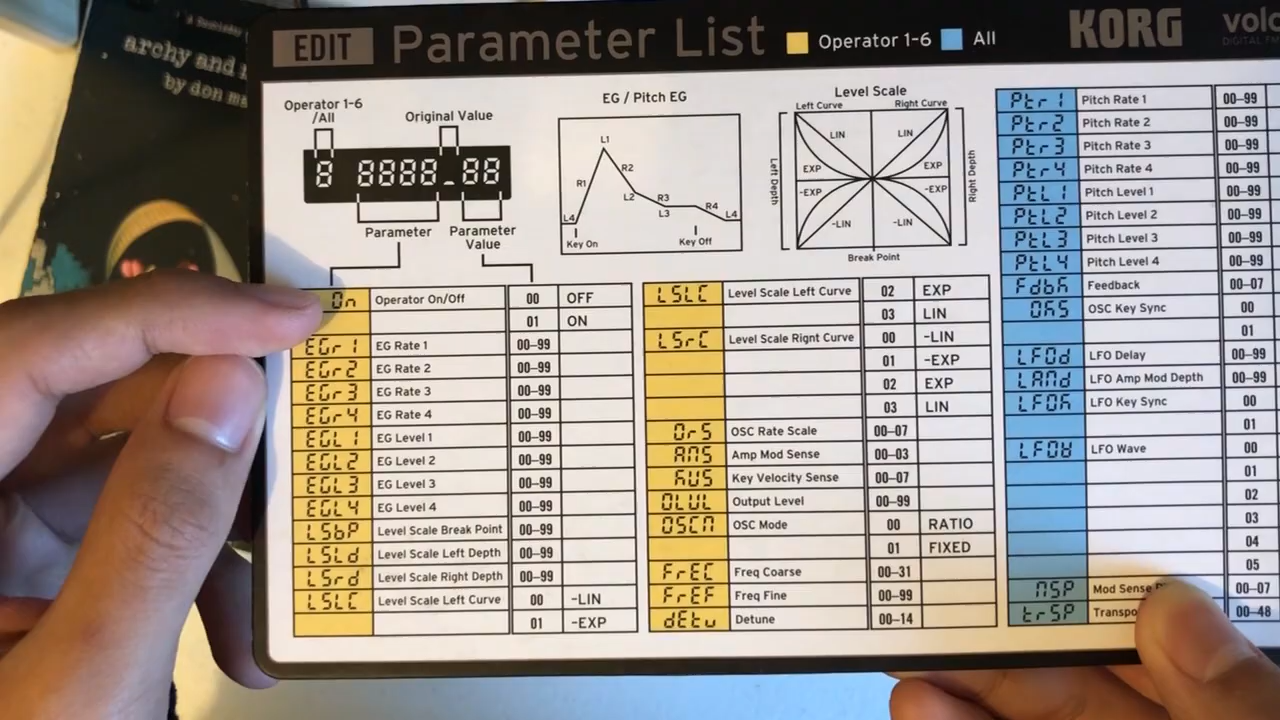 A Doubleday
archy and
by don
EDIT Parameter List Operator 1-6 All KORG
Operator 1-6
/All
Original Value
8 8888.88
Parameter
Parameter
Value
EG / Pitch EG
L1
R1
R2
L2
R3
L3
R4
L4
L4
Key On
Key Off
Level Scale
Left Curve
Right Curve
LIN
LIN
EXP
EXP
-EXP
-EXP
-LIN
-LIN
Left Depth
Right Depth
Break Point
On Operator On/Off 00 OFF
01 ON
EGr1 EG Rate 1 00–99
EGr2 EG Rate 2 00–99
EGr3 EG Rate 3 00–99
EGr4 EG Rate 4 00–99
EGL1 EG Level 1 00–99
EGL2 EG Level 2 00–99
EGL3 EG Level 3 00–99
EGL4 EG Level 4 00–99
LSbP Level Scale Break Point 00–99
LSLd Level Scale Left Depth 00–99
LSrd Level Scale Right Depth 00–99
LSLC Level Scale Left Curve 00 -LIN
01 -EXP
LSLC Level Scale Left Curve 02 EXP
03 LIN
LSrC Level Scale Rignt Curve 00 -LIN
01 -EXP
02 EXP
03 LIN
OrS OSC Rate Scale 00–07
AMS Amp Mod Sense 00–03
KVS Key Velocity Sense 00–07
OLVL Output Level 00–99
OSCM OSC Mode 00 RATIO
01 FIXED
FrEC Freq Coarse 00–31
FrEF Freq Fine 00–99
dEtu Detune 00–14
Ptr1 Pitch Rate 1 00–99
Ptr2 Pitch Rate 2 00–99
Ptr3 Pitch Rate 3 00–99
Ptr4 Pitch Rate 4 00–99
PtL1 Pitch Level 1 00–99
PtL2 Pitch Level 2 00–99
PtL3 Pitch Level 3 00–99
PtL4 Pitch Level 4 00–99
FdbK Feedback 00–07
OKS OSC Key Sync 00
01
LFOd LFO Delay 00–99
LAMd LFO Amp Mod Depth 00–99
LFOK LFO Key Sync 00
01
LFOW LFO Wave 00
01
02
03
04
05
MSP Mod Sense 00–07
trSP 00–48